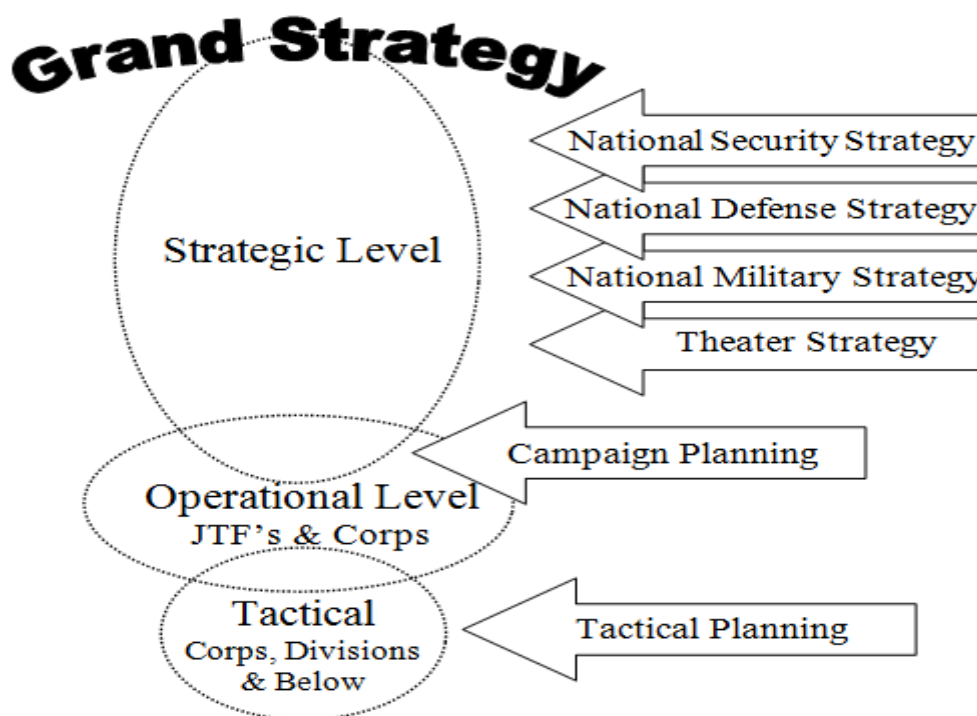 Grand Strategy
National Security Strategy
National Defense Strategy
Strategic Level
National Military Strategy
Theater Strategy
Campaign Planning
Operational Level
JTF’s & Corps
Tactical
Tactical Planning
Corps, Divisions
& Below